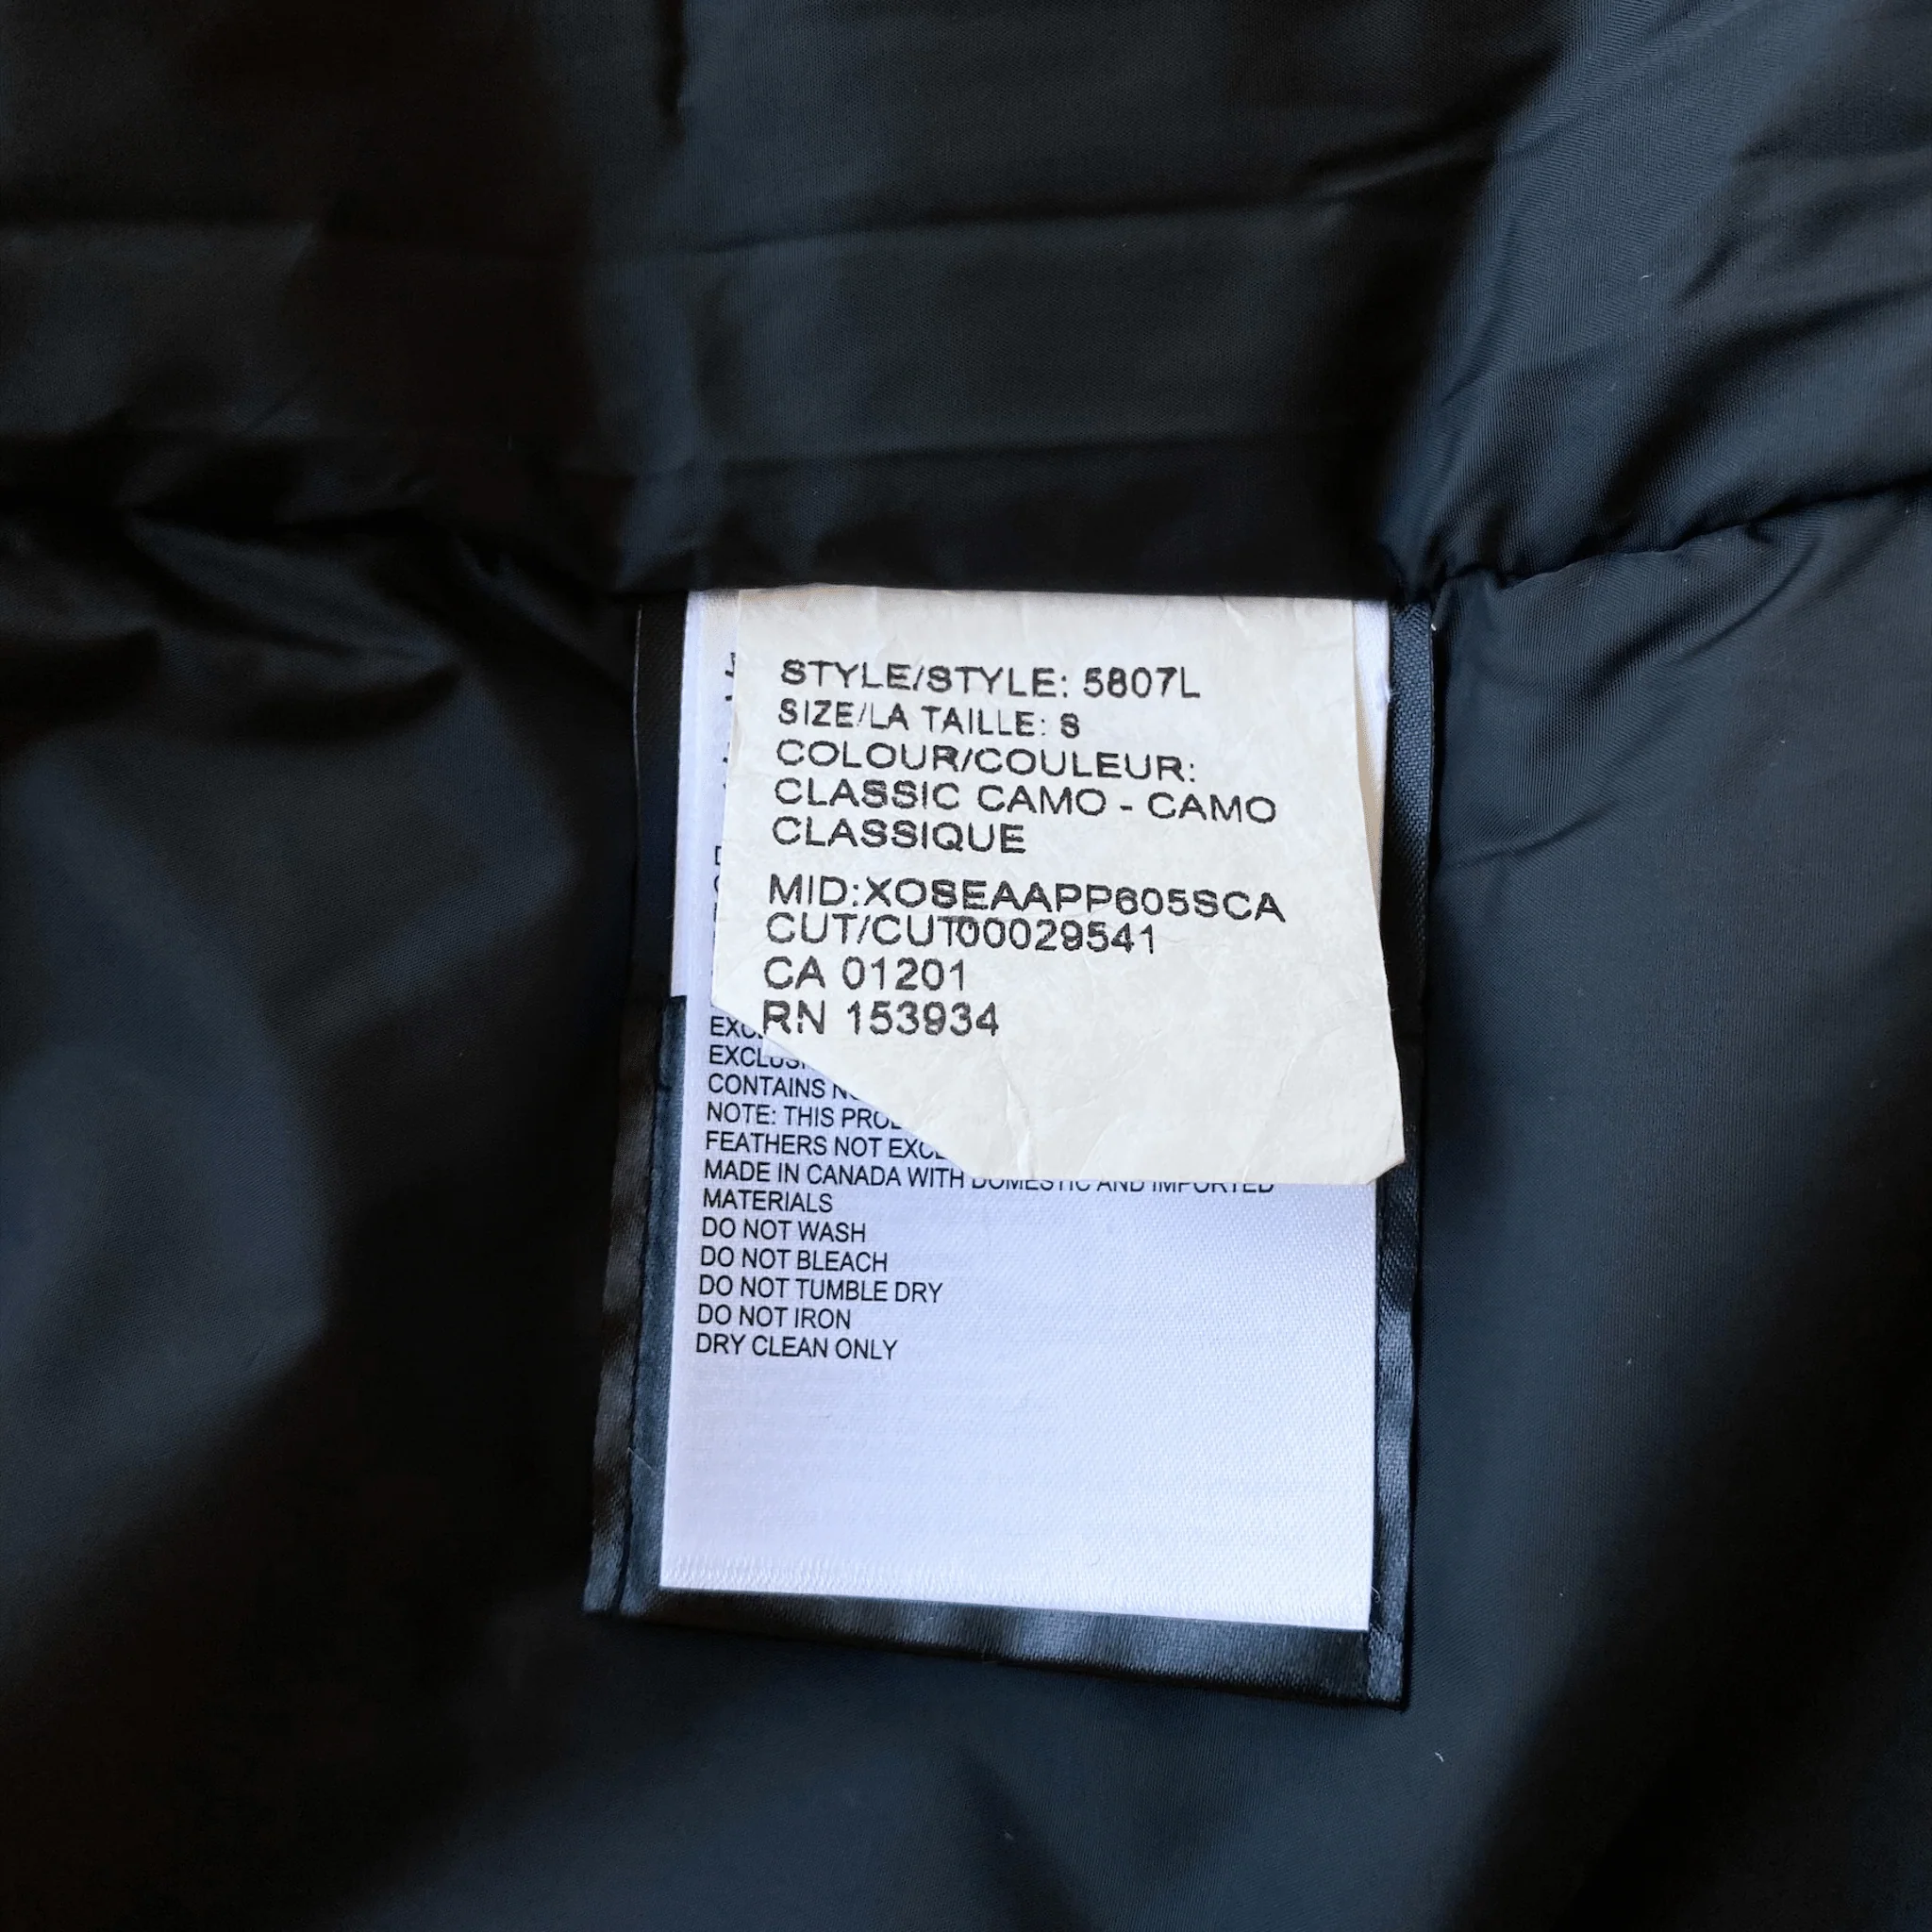 STYLE/STYLE: 5807L
SIZE/LA TAILLE: S
COLOUR/COULEUR:
CLASSIC CAMO - CAMO
CLASSIQUE
MID:XOSEAAPP605SCA
CUT/CUT00029541
CA 01201
RN 153934
CONTAINS
NOTE: THIS
FEATHERS NOT
MADE IN CANADA WITH DOMESTIC AND IMPORTED
MATERIALS
DO NOT WASH
DO NOT BLEACH
DO NOT TUMBLE DRY
DO NOT IRON
DRY CLEAN ONLY